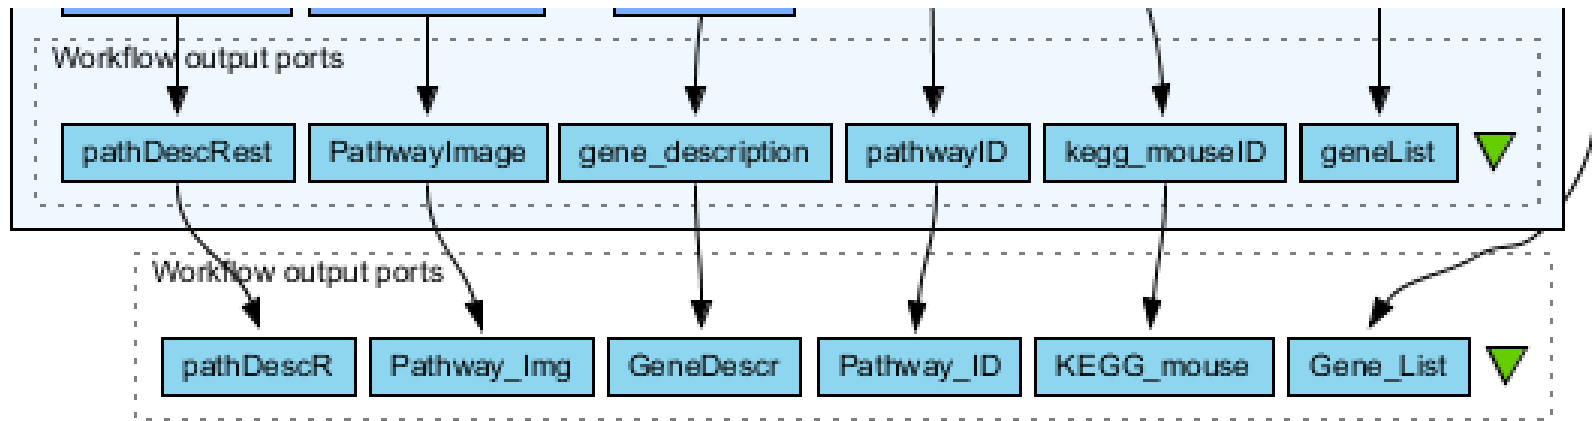 Workflow output ports
pathDescRest PathwayImage gene_description pathwayID kegg_mouseID geneList
Workflow output ports
pathDescR Pathway_Img GeneDescr Pathway_ID KEGG_mouse Gene_List